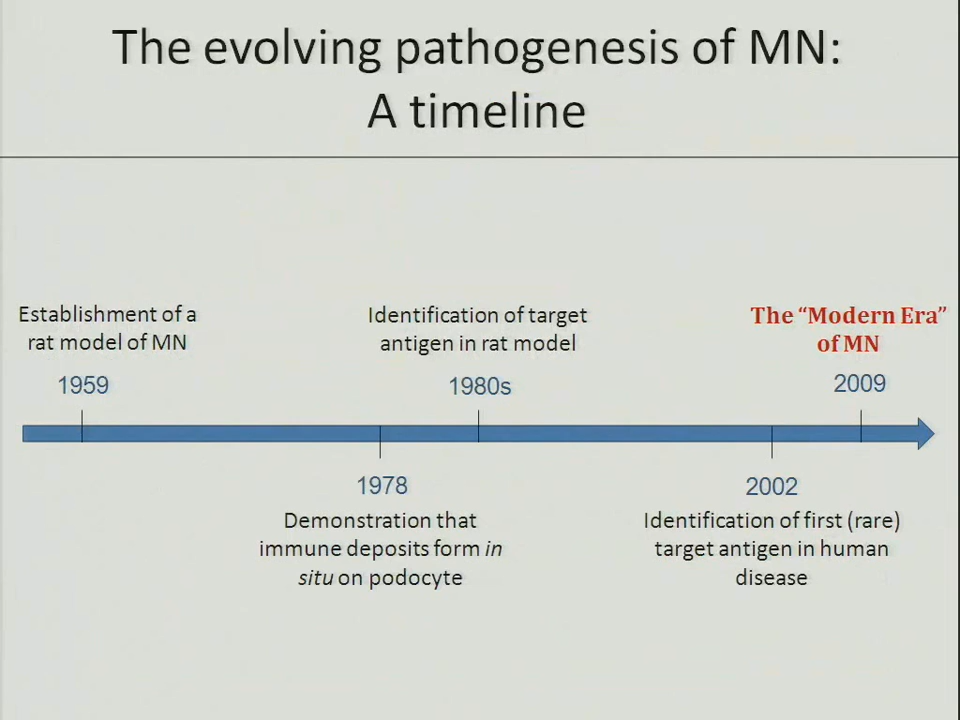 The evolving pathogenesis of MN:
A timeline
Establishment of a
rat model of MN
1959
Identification of target
antigen in rat model
1980s
The “Modern Era”
of MN
2009
1978
Demonstration that
immune deposits form in
situ on podocyte
2002
Identification of first (rare)
target antigen in human
disease